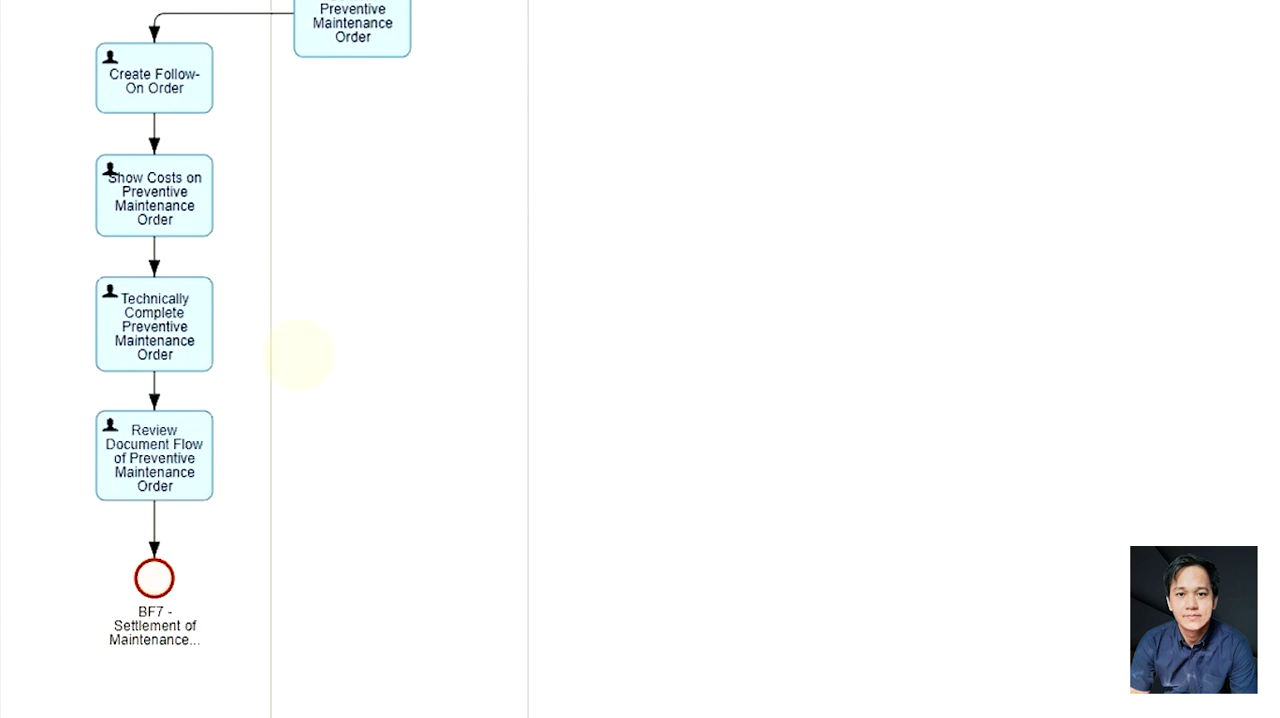 Preventive
Maintenance
Order
Create Follow-
On Order
Show Costs on
Preventive
Maintenance
Order
Technically
Complete
Preventive
Maintenance
Order
Review
Document Flow
of Preventive
Maintenance
Order
BF7 -
Settlement of
Maintenance...